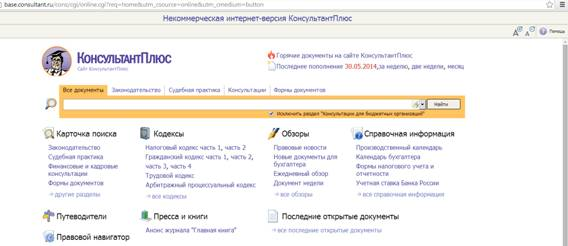 base.consultant.ru/cons/cgi/online.cgi?req=home&utm_csource=online&utm_cmedium=button
Некоммерческая интернет-версия КонсультантПлюс
Помощь
КонсультантПлюс
Сайт КонсультантПлюс
Горячие документы на сайте КонсультантПлюс
Последнее пополнение 30.05.2014, за неделю, две недели, месяц
Все документы Законодательство Судебная практика Консультации Формы документов
Найти
Исключить раздел "Консультации для бюджетных организаций"
Карточка поиска
Законодательство
Судебная практика
Финансовые и кадровые
консультации
Формы документов
другие разделы
Кодексы
Налоговый кодекс часть 1, часть 2
Гражданский кодекс часть 1, часть 2,
часть 3, часть 4
Трудовой кодекс
Арбитражный процессуальный кодекс
все кодексы
Обзоры
Правовые новости
Новые документы для
бухгалтера
Ежедневный обзор
Документ недели
все обзоры
Справочная информация
Производственный календарь
Календарь бухгалтера
Формы налогового учета и
отчетности
Учетная ставка Банка России
вся справочная информация
Путеводители
Правовой навигатор
Пресса и книги
Анонс журнала "Главная книга"
Последние открытые документы
все последние открытые документы